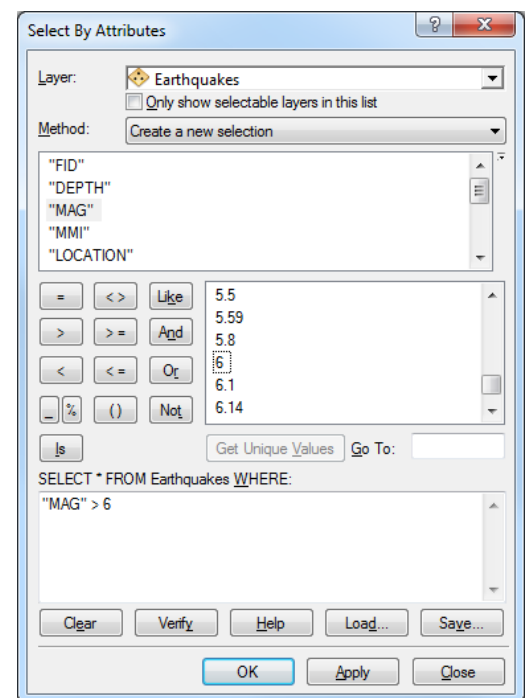 Select By Attributes
Layer: Earthquakes
Only show selectable layers in this list
Method: Create a new selection
"FID"
"DEPTH"
"MAG"
"MMI"
"LOCATION"
= <> Like 5.5
5.59
> >= And 5.8
6
< <= Or 6.1
_ % () Not 6.14
Is Get Unique Values Go To:
SELECT * FROM Earthquakes WHERE:
"MAG" > 6
Clear Verify Help Load... Save...
OK Apply Close